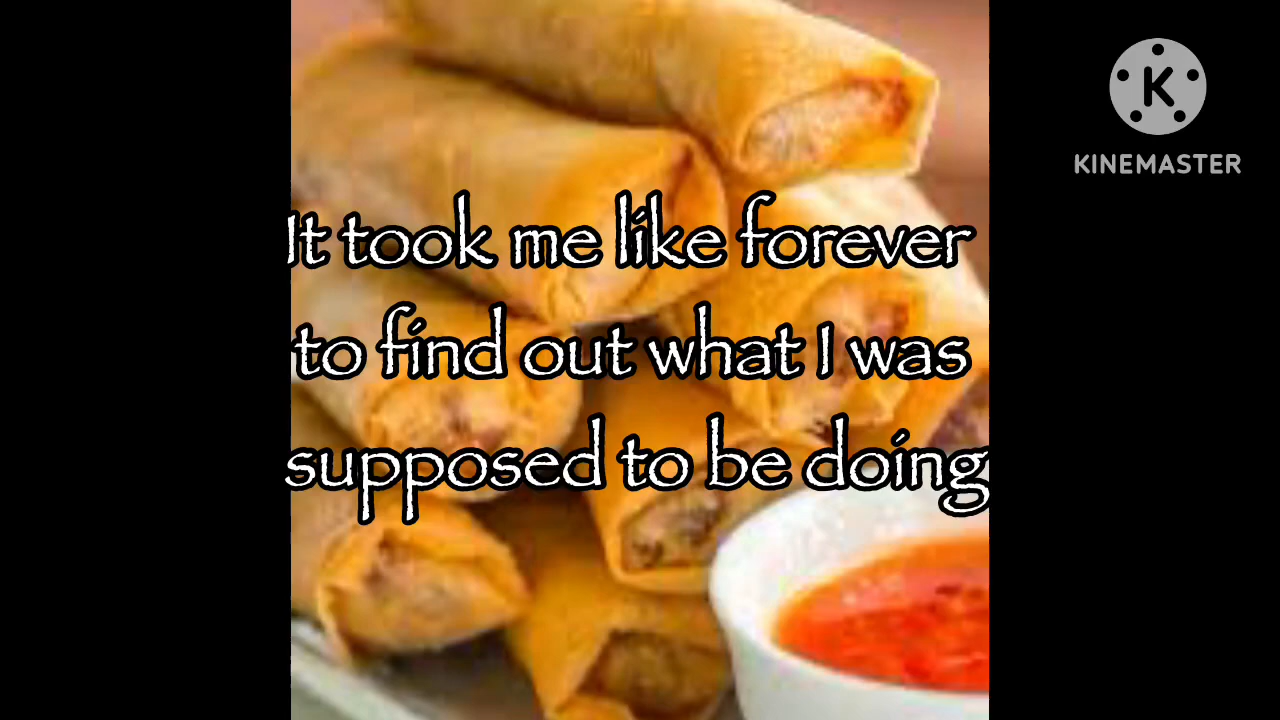 KINEMASTER
It took me like forever
to find out what I was
supposed to be doing